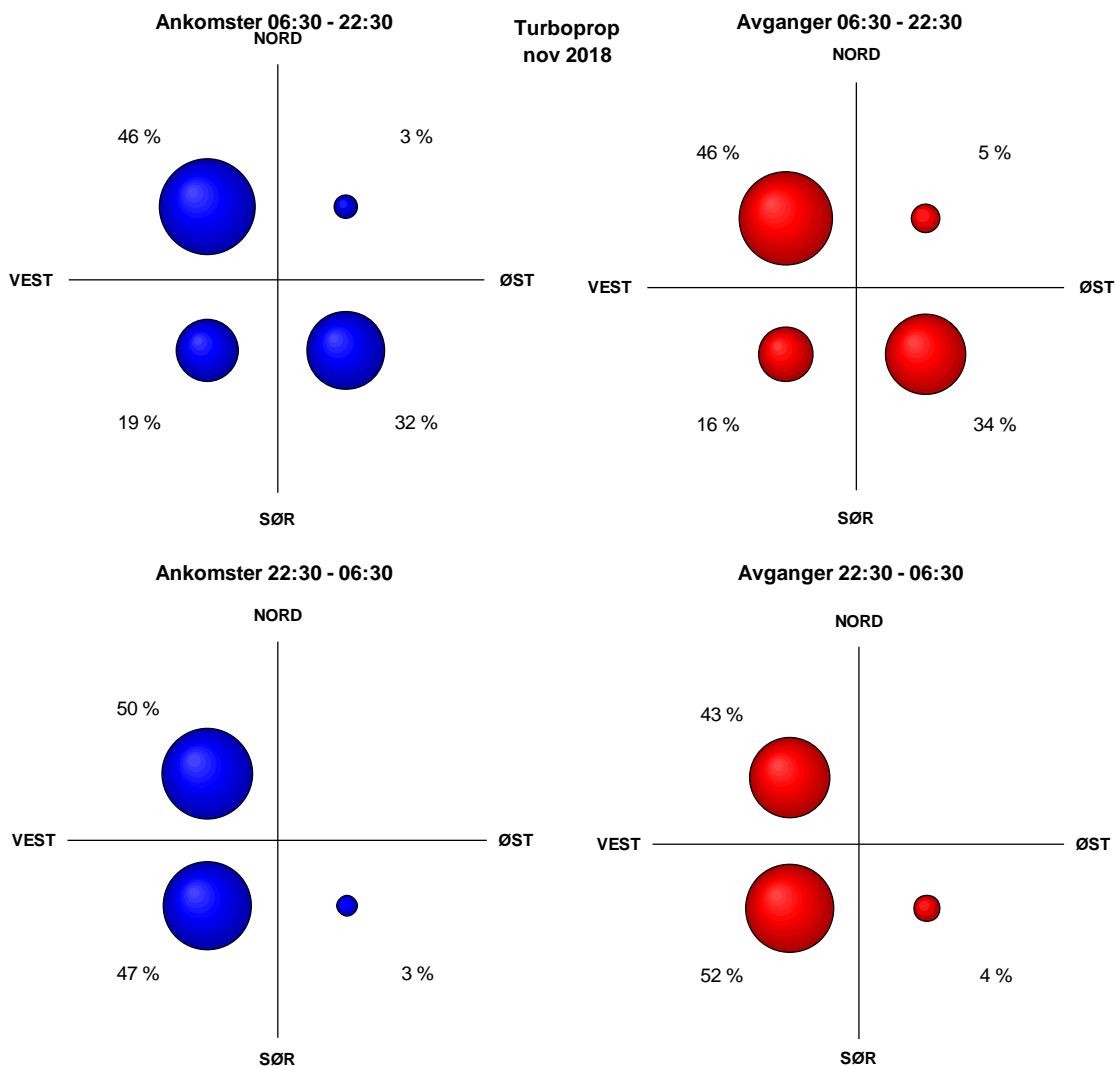 Ankomster 06:30 - 22:30
NORD
46 %
3 %
VEST
ØST
19 %
32 %
SØR
Turboprop
nov 2018
Avganger 06:30 - 22:30
NORD
46 %
5 %
VEST
ØST
16 %
34 %
SØR
Ankomster 22:30 - 06:30
NORD
50 %
VEST
ØST
47 %
3 %
SØR
Avganger 22:30 - 06:30
NORD
43 %
VEST
ØST
52 %
4 %
SØR